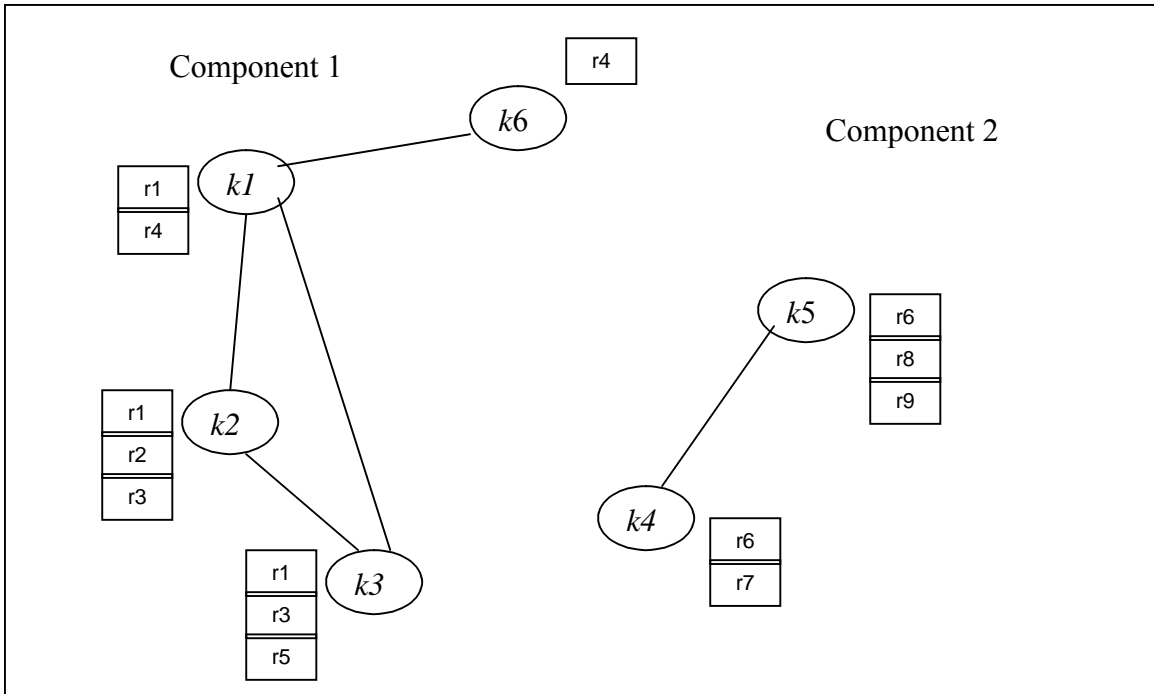 Component 1
r4
k6
Component 2
k1
r1
r4
k5
r6
r8
r9
k2
r1
r2
r3
k4
r6
r7
k3
r1
r3
r5